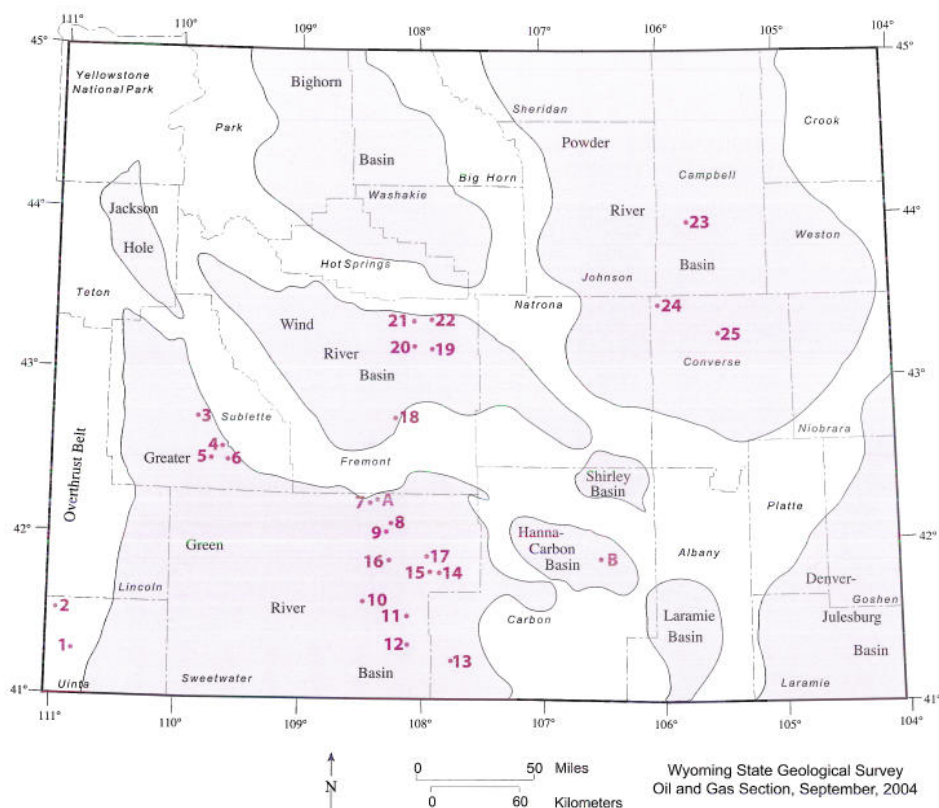 111° 110° 109° 108° 107° 106° 105° 104°
45° 45°
Yellowstone
National Park
Bighorn
Sheridan
Crook
Park
Powder
Basin
Big Horn
Campbell
Washakie
44° 44°
Jackson
River
23
Hole
Weston
Basin
Hot Springs
Johnson
Teton
Natrona
24
Wind
21 22
25
River
20 19
43° 43°
Basin
Converse
3
Sublette
18
Niobrara
4
Greater
5 6
Fremont
Overthrust Belt
Shirley
Basin
7 A
Platte
8
42° 42°
9
Hanna-
Carbon
Basin
B
Green
Albany
16 17
15 14
Denver-
Lincoln
Goshen
2
River
10
Carbon
Laramie
Basin
Julesburg
11
1
12
13
Basin
Basin
Uinta
Sweetwater
Laramie
41° 41°
111° 110° 109° 108° 107° 106° 105° 104°
N
0 50 Miles
0 60 Kilometers
Wyoming State Geological Survey
Oil and Gas Section, September, 2004